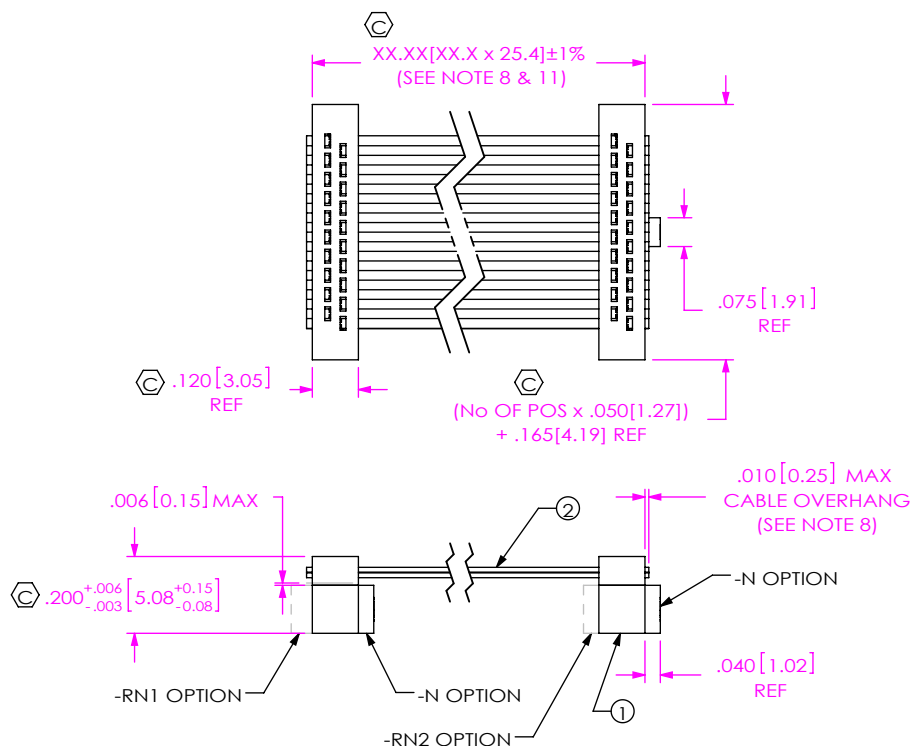 C
XX.XX[XX.X x 25.4]±1%
(SEE NOTE 8 & 11)
.075[1.91]
REF
C .120[3.05]
REF
C
(No OF POS x .050[1.27])
+ .165[4.19] REF
.006[0.15] MAX
2
.010[0.25] MAX
CABLE OVERHANG
(SEE NOTE 8)
-N OPTION
C .200 +.006 -.003 [5.08 +0.15 -0.08]
-RN1 OPTION
-N OPTION
-RN2 OPTION
1
.040[1.02]
REF